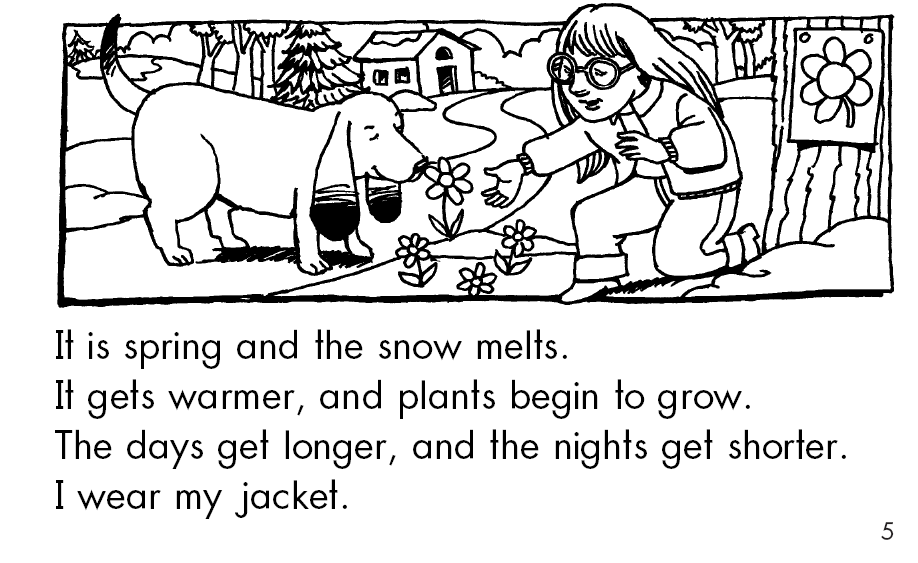 It is spring and the snow melts.
It gets warmer, and plants begin to grow.
The days get longer, and the nights get shorter.
I wear my jacket.
5